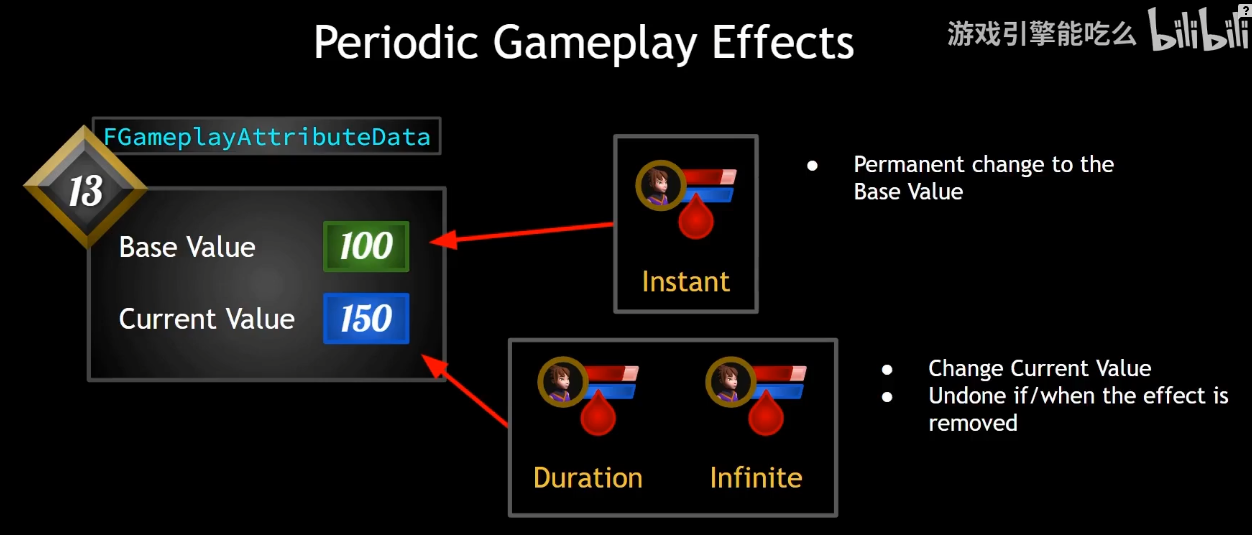 Periodic Gameplay Effects
游戏引擎能吃么 bilibili
?
FGameplayAttributeData
13
Base Value 100
Current Value 150
Instant
● Permanent change to the
Base Value
Duration Infinite
● Change Current Value
● Undone if/when the effect is
removed